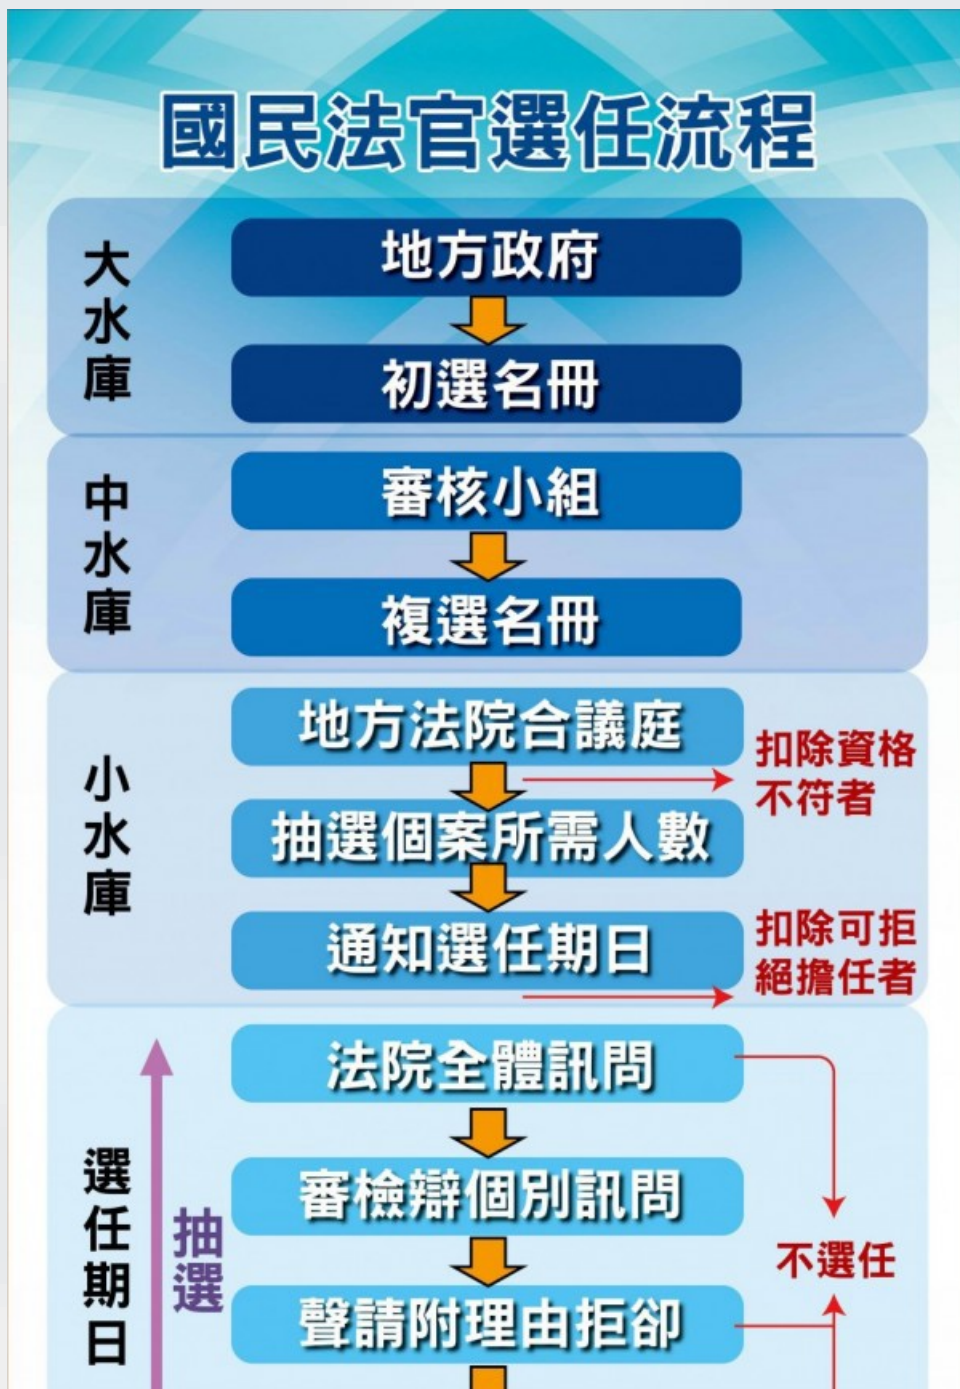 國民法官選任流程
大水庫
地方政府
初選名冊
中水庫
審核小組
複選名冊
小水庫
地方法院合議庭
扣除資格
不符者
抽選個案所需人數
通知選任期日
扣除可拒
絕擔任者
選任期日
抽選
法院全體訊問
審檢辯個別訊問
不選任
聲請附理由拒卻